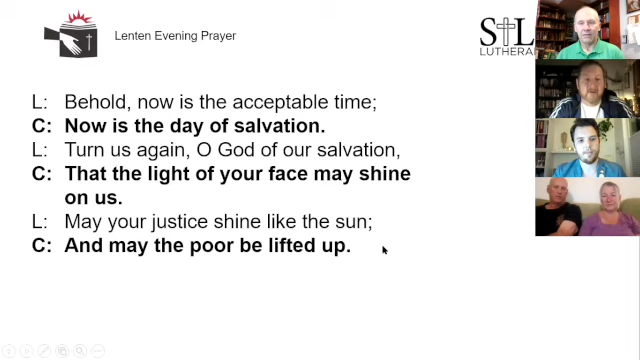 Lenten Evening Prayer
S L
LUTHERA
L: Behold, now is the acceptable time;
C: Now is the day of salvation.
L: Turn us again, O God of our salvation,
C: That the light of your face may shine
on us.
L: May your justice shine like the sun;
C: And may the poor be lifted up.